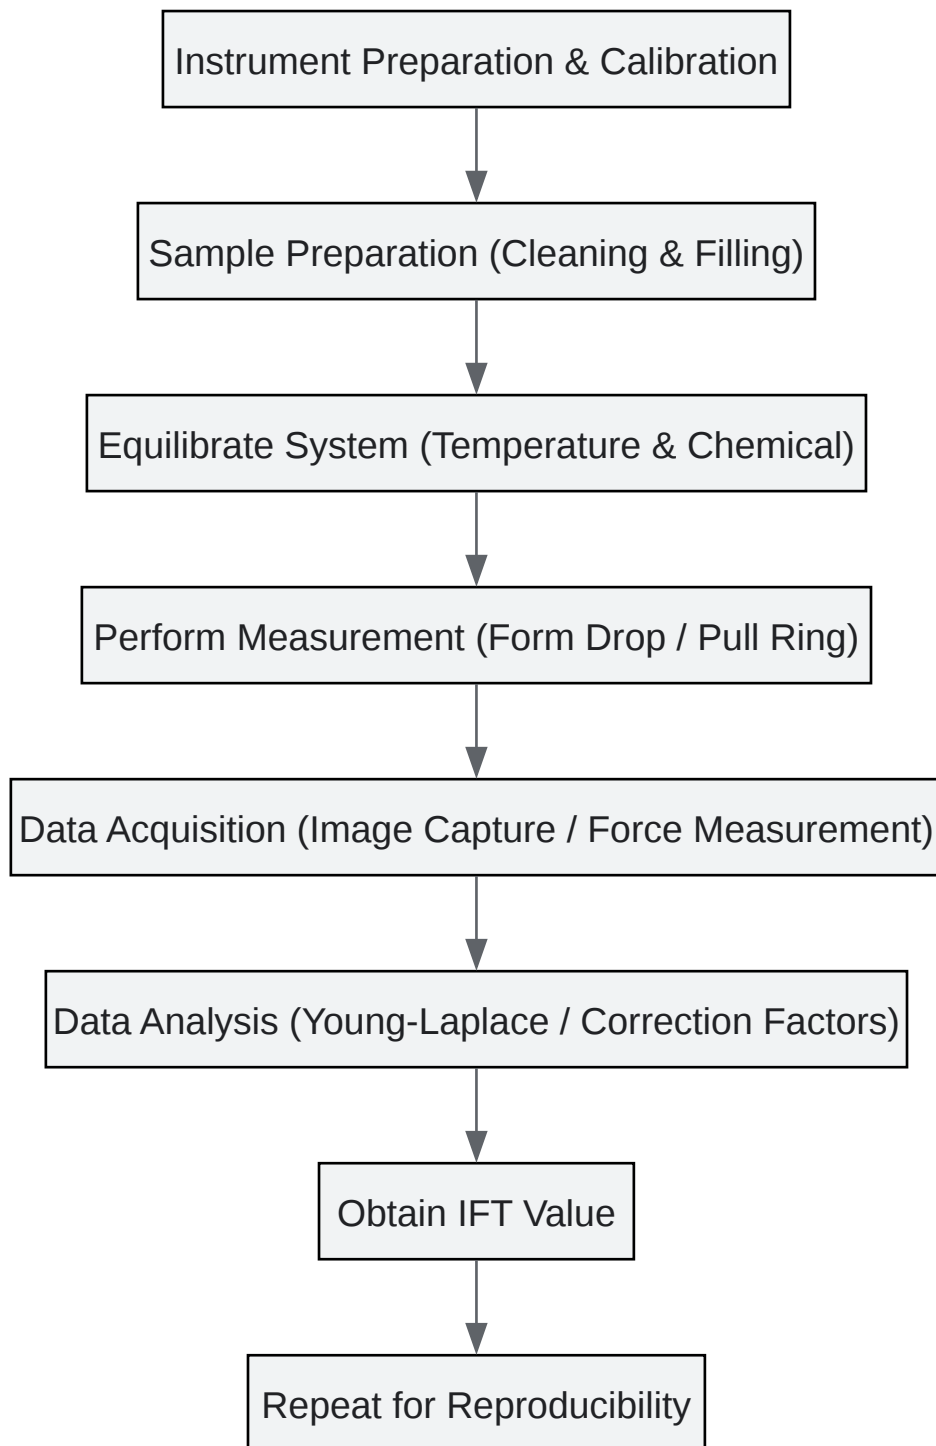 Instrument Preparation & Calibration
Sample Preparation (Cleaning & Filling)
Equilibrate System (Temperature & Chemical)
Perform Measurement (Form Drop / Pull Ring)
Data Acquisition (Image Capture / Force Measurement)
Data Analysis (Young-Laplace / Correction Factors)
Obtain IFT Value
Repeat for Reproducibility